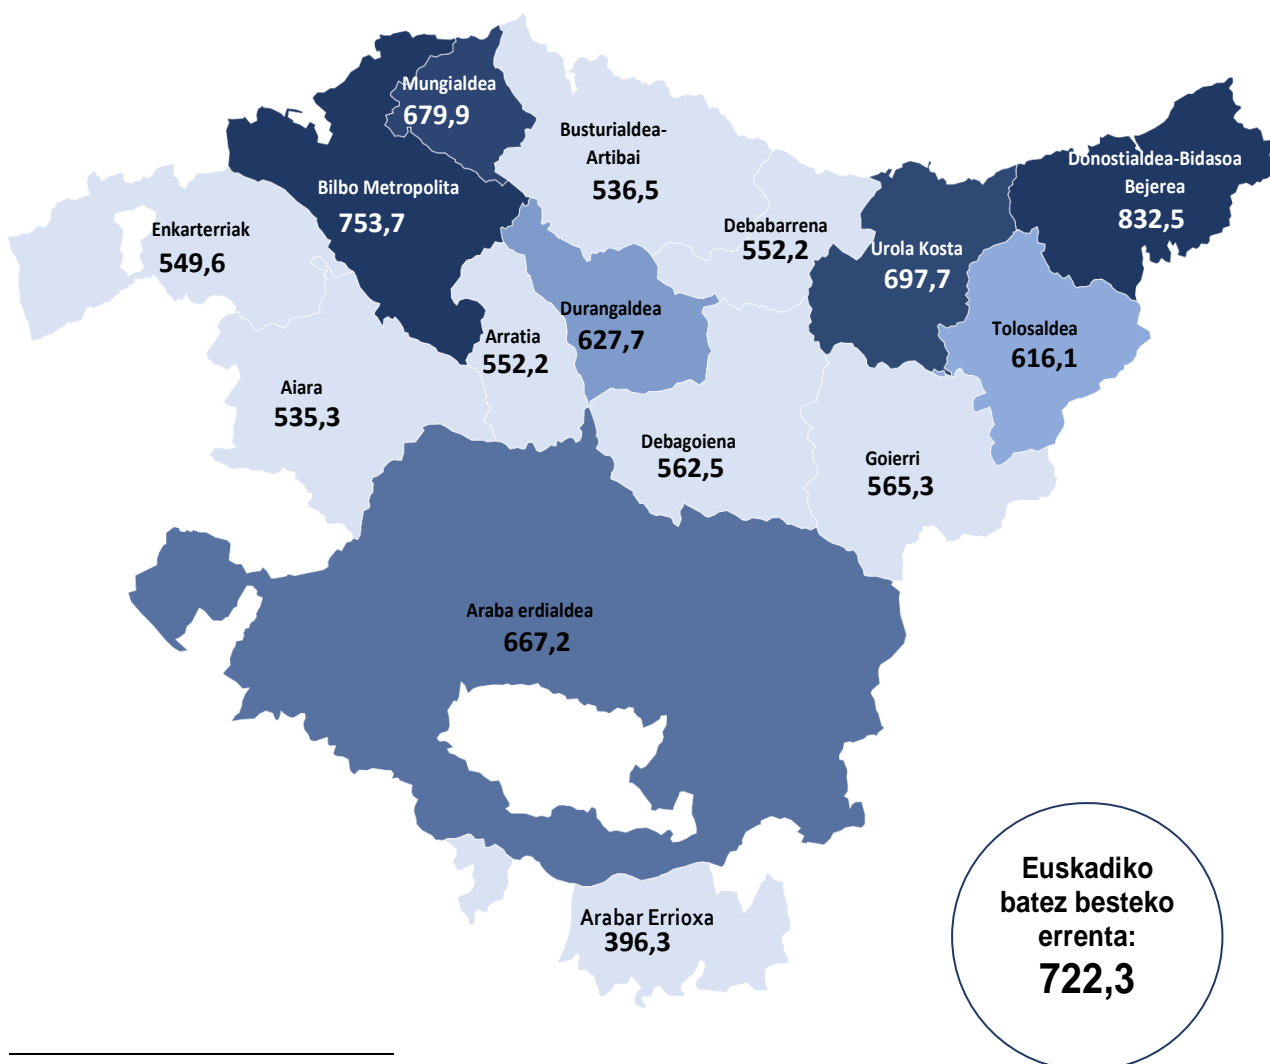 Mungialdea
679,9
Busturialdea-
Artibai
536,5
Donostialdea-Bidasoa
Bejerea
832,5
Bilbo Metropolita
753,7
Enkarterriak
549,6
Debabarrena
552,2
Urola Kosta
697,7
Durangaldea
627,7
Arratia
552,2
Tolosaldea
616,1
Aiara
535,3
Debagoiena
562,5
Goierri
565,3
Araba erdialdea
667,2
Arabar Errioxa
396,3
Euskadiko
batez besteko
errenta:
722,3